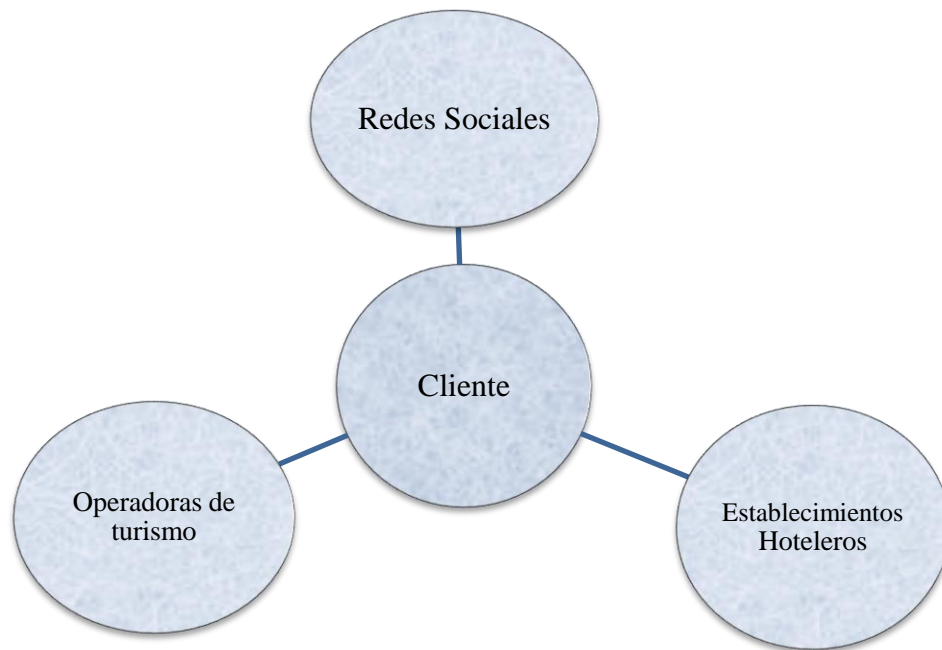 Redes Sociales
Cliente
Operadoras de
turismo
Establecimientos
Hoteleros